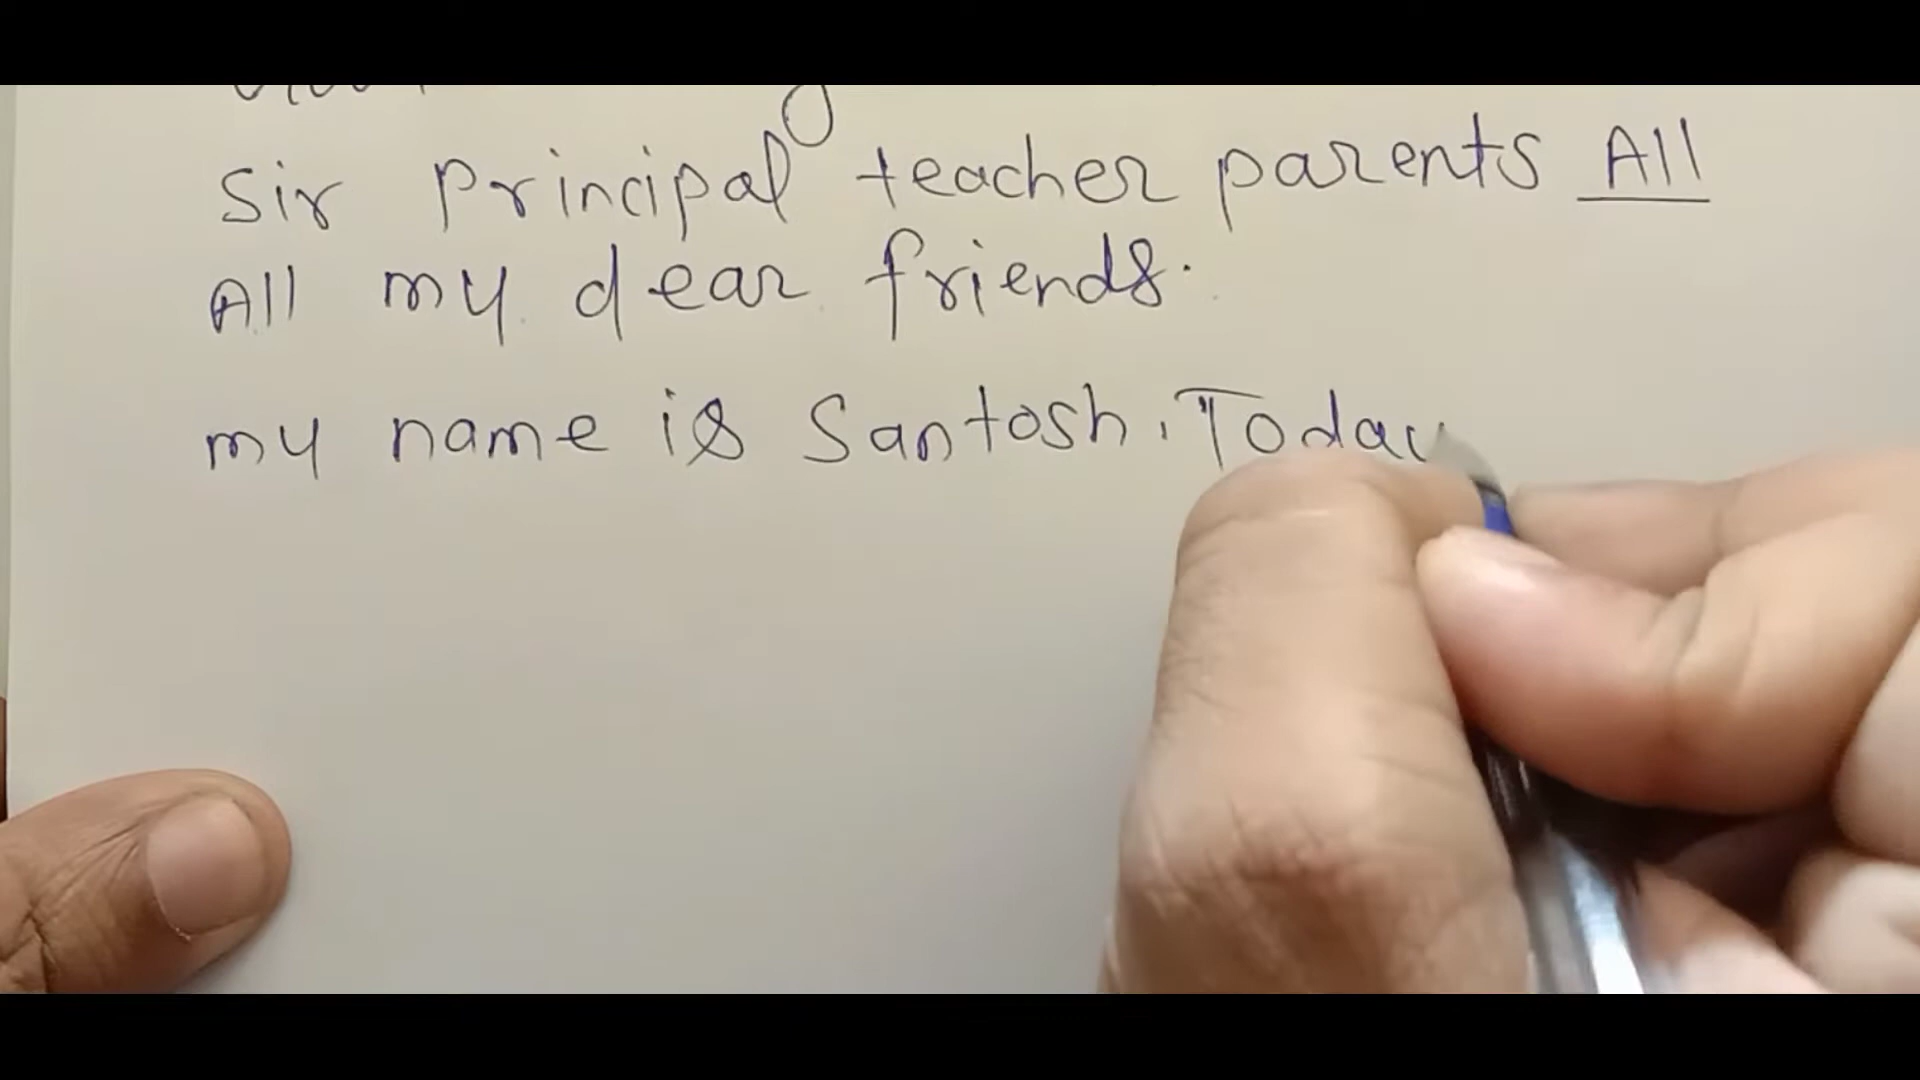 Sir principal teacher parents All
All my dear friends.
my name is Santosh. Today